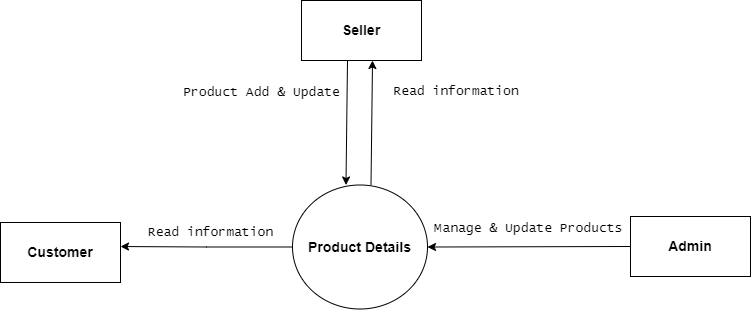 Seller
Product Add & Update
Read information
Read information
Manage & Update Products
Customer
Product Details
Admin